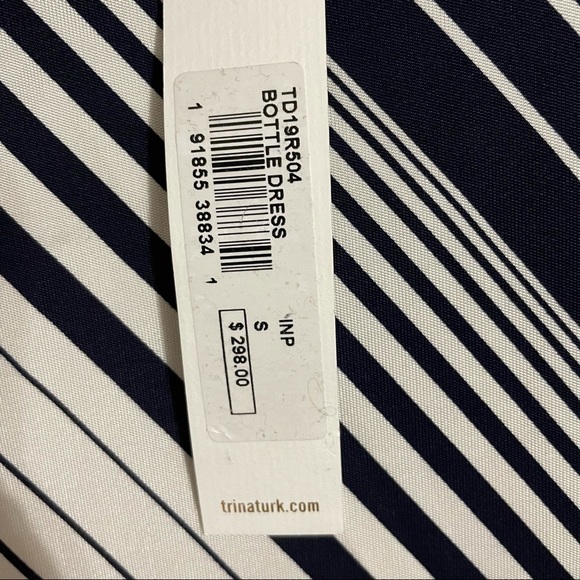 TD19R504
BOTTLE DRESS
1 91855 38834 1
INP
S
$ 298.00
trinaturk.com